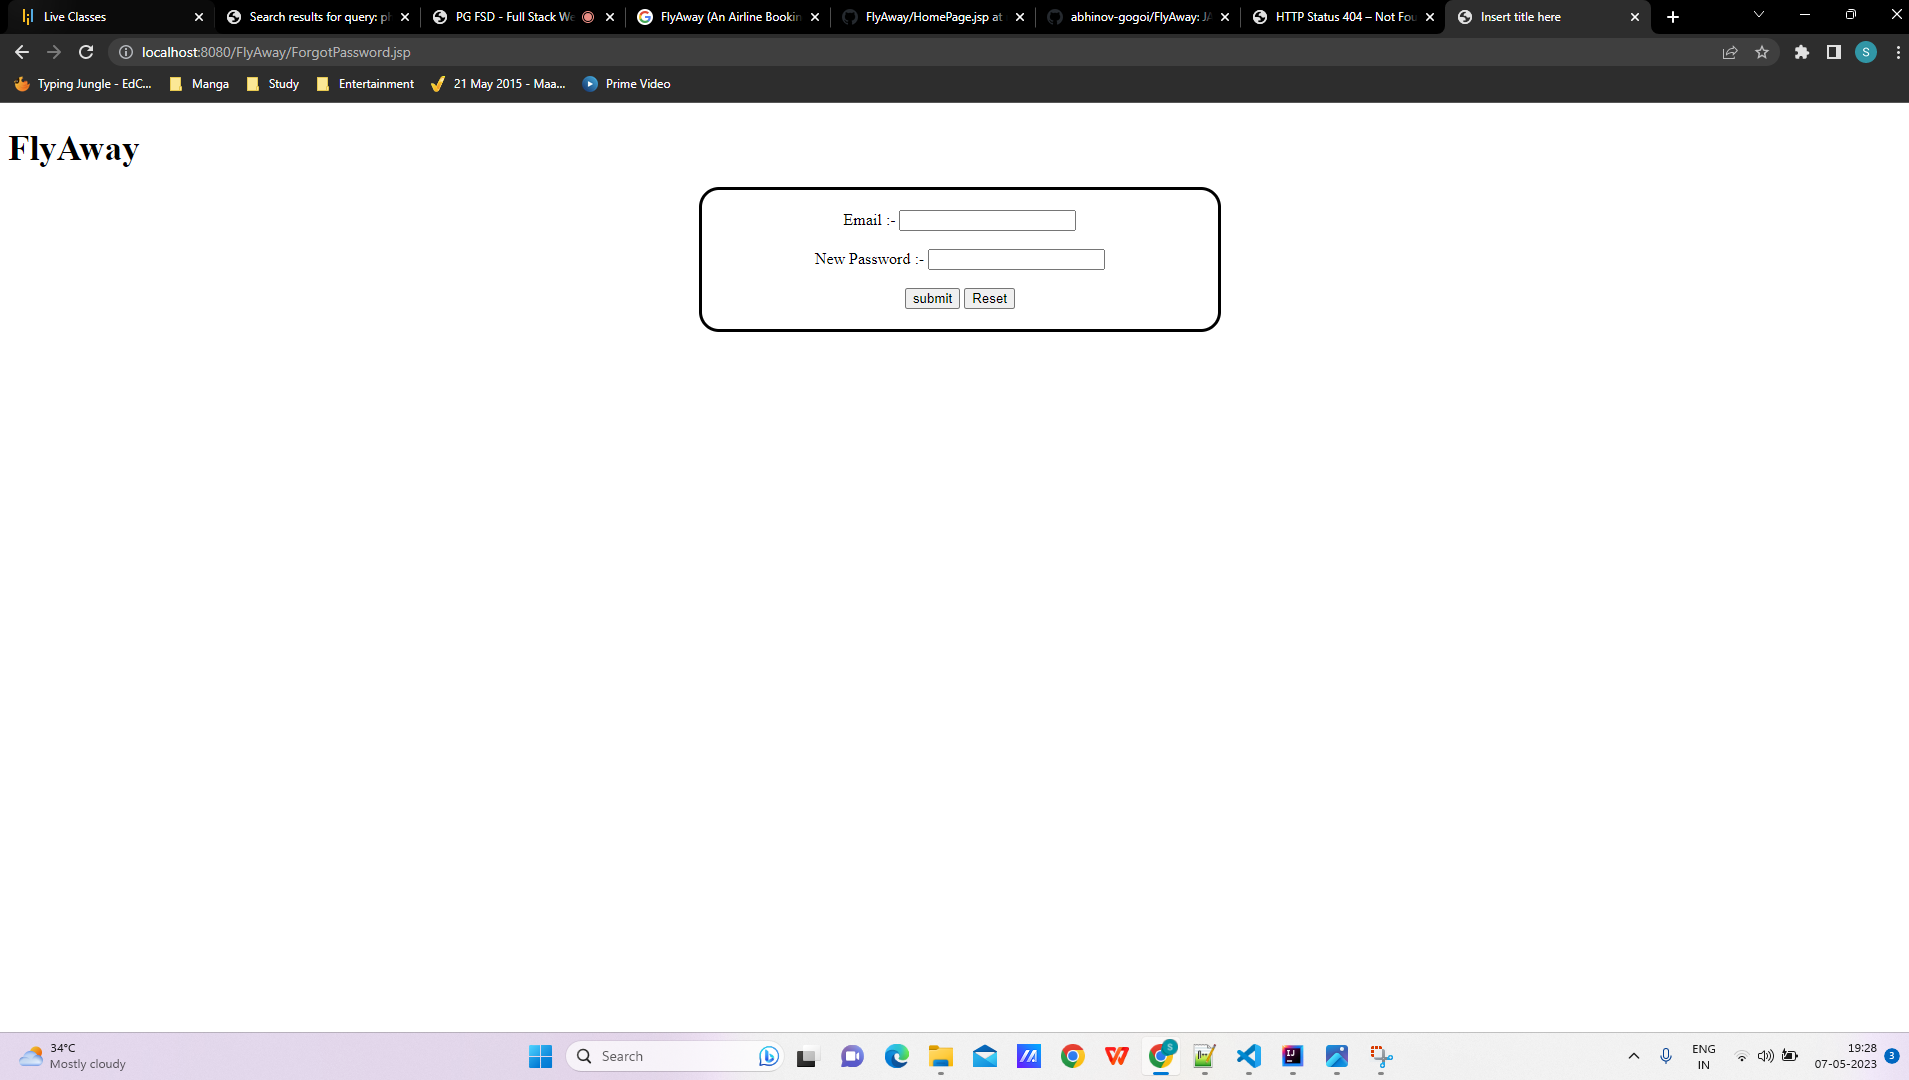 Live Classes
Search results for query: pl
PG FSD - Full Stack We
FlyAway (An Airline Bookin
FlyAway/HomePage.jsp at
abhinov-gogoi/FlyAway: JA
HTTP Status 404 – Not Fou
Insert title here
localhost:8080/FlyAway/ForgotPassword.jsp
S
Typing Jungle - EdC...
Manga
Study
Entertainment
21 May 2015 - Maa...
Prime Video
FlyAway
Email :-
New Password :-
submit Reset
34°C
Mostly cloudy
Search
ENG
IN
19:28
07-05-2023
3